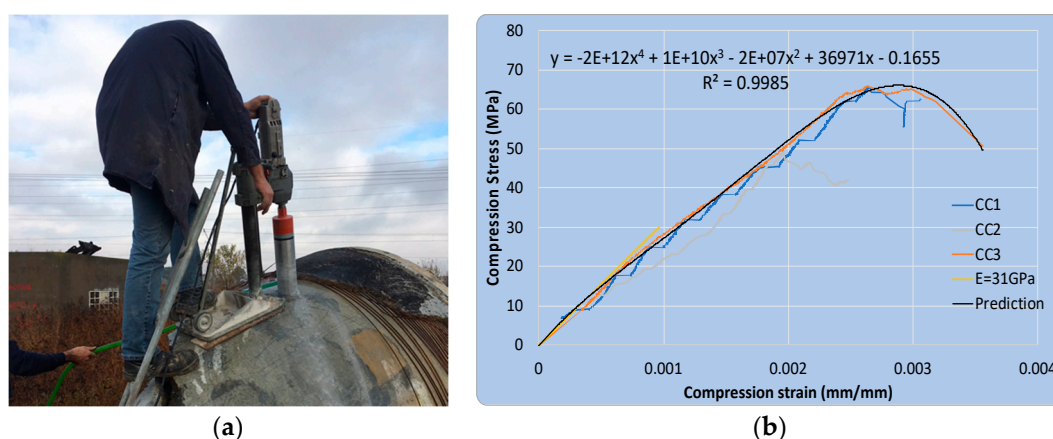 80
70
60
50
40
30
20
10
0
Compression Stress (MPa)
y = -2E+12x⁴ + 1E+10x³ - 2E+07x² + 36971x - 0.1655
R² = 0.9985
CC1
CC2
CC3
E=31GPa
Prediction
0 0.001 0.002 0.003 0.004
Compression strain (mm/mm)
(a) (b)